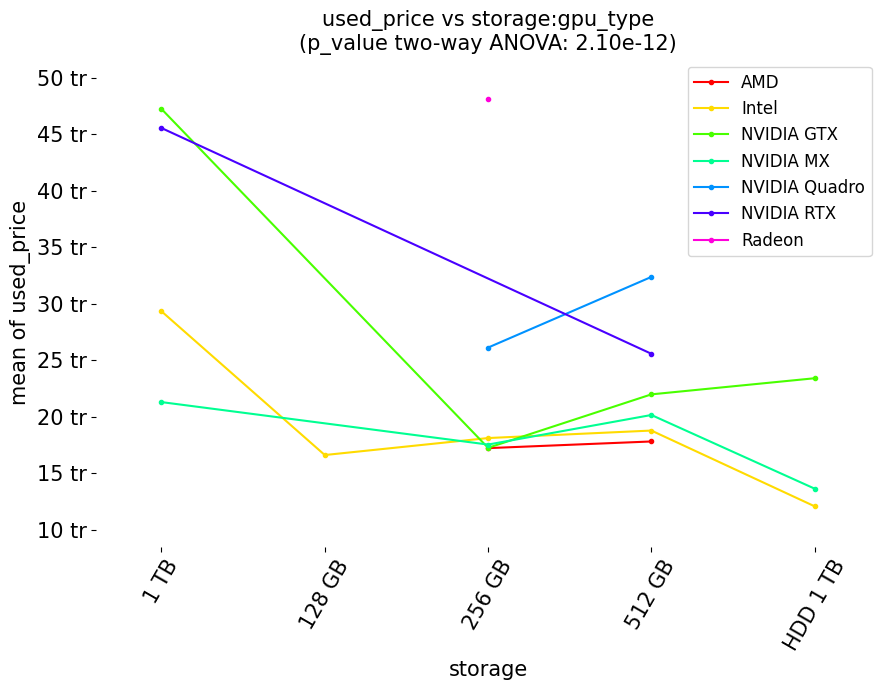 used_price vs storage:gpu_type
(p_value two-way ANOVA: 2.10e-12)
50 tr
45 tr
40 tr
35 tr
30 tr
25 tr
20 tr
15 tr
10 tr
mean of used_price
AMD
Intel
NVIDIA GTX
NVIDIA MX
NVIDIA Quadro
NVIDIA RTX
Radeon
1 TB
128 GB
256 GB
512 GB
HDD 1 TB
storage